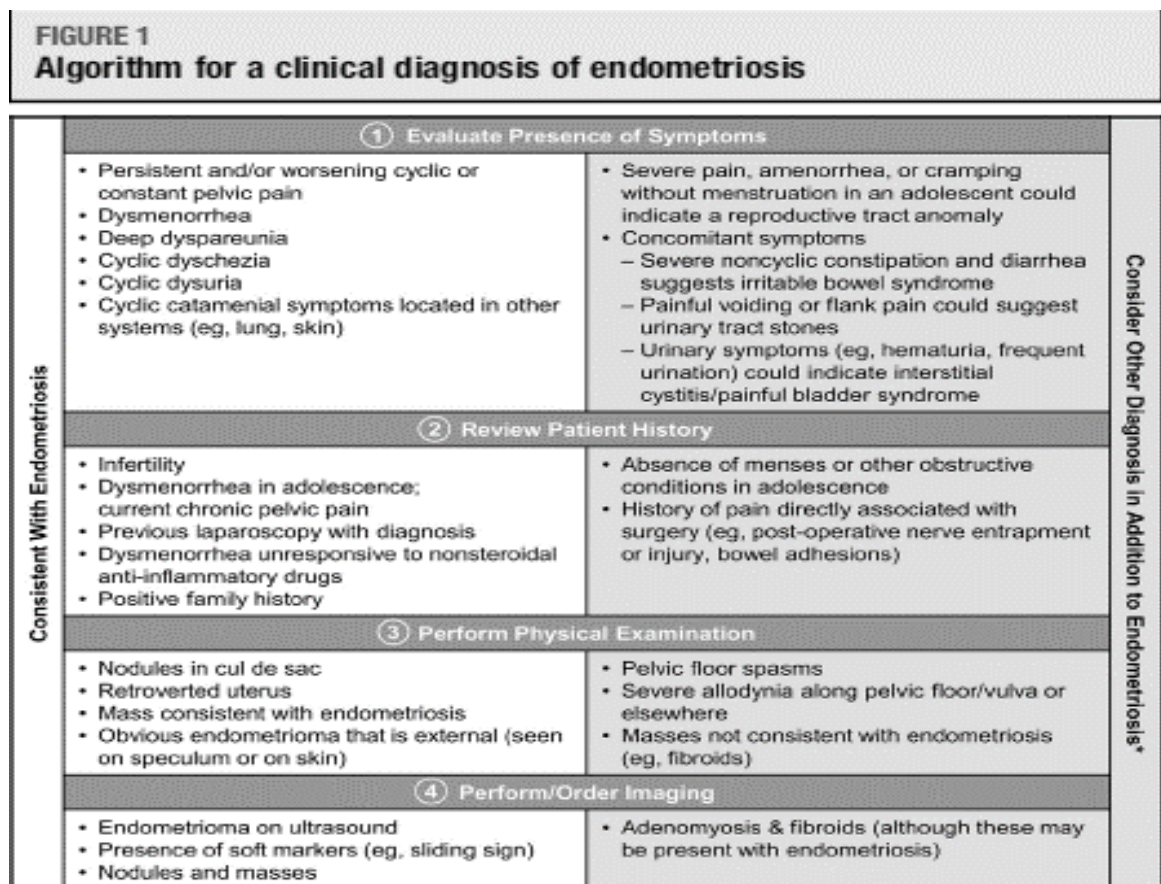 FIGURE 1
Algorithm for a clinical diagnosis of endometriosis
Consistent With Endometriosis
① Evaluate Presence of Symptoms
• Persistent and/or worsening cyclic or
constant pelvic pain
• Dysmenorrhea
• Deep dyspareunia
• Cyclic dyschezia
• Cyclic dysuria
• Cyclic catamenial symptoms located in other
systems (eg, lung, skin)
• Severe pain, amenorrhea, or cramping
without menstruation in an adolescent could
indicate a reproductive tract anomaly
• Concomitant symptoms
– Severe noncyclic constipation and diarrhea
suggests irritable bowel syndrome
– Painful voiding or flank pain could suggest
urinary tract stones
– Urinary symptoms (eg, hematuria, frequent
urination) could indicate interstitial
cystitis/painful bladder syndrome
② Review Patient History
• Infertility
• Dysmenorrhea in adolescence;
current chronic pelvic pain
• Previous laparoscopy with diagnosis
• Dysmenorrhea unresponsive to nonsteroidal
anti-inflammatory drugs
• Positive family history
• Absence of menses or other obstructive
conditions in adolescence
• History of pain directly associated with
surgery (eg, post-operative nerve entrapment
or injury, bowel adhesions)
③ Perform Physical Examination
• Nodules in cul de sac
• Retroverted uterus
• Mass consistent with endometriosis
• Obvious endometrioma that is external (seen
on speculum or on skin)
• Pelvic floor spasms
• Severe allodynia along pelvic floor/vulva or
elsewhere
• Masses not consistent with endometriosis
(eg, fibroids)
④ Perform/Order Imaging
• Endometrioma on ultrasound
• Presence of soft markers (eg, sliding sign)
• Nodules and masses
• Adenomyosis & fibroids (although these may
be present with endometriosis)
Consider Other Diagnosis in Addition to Endometriosis*